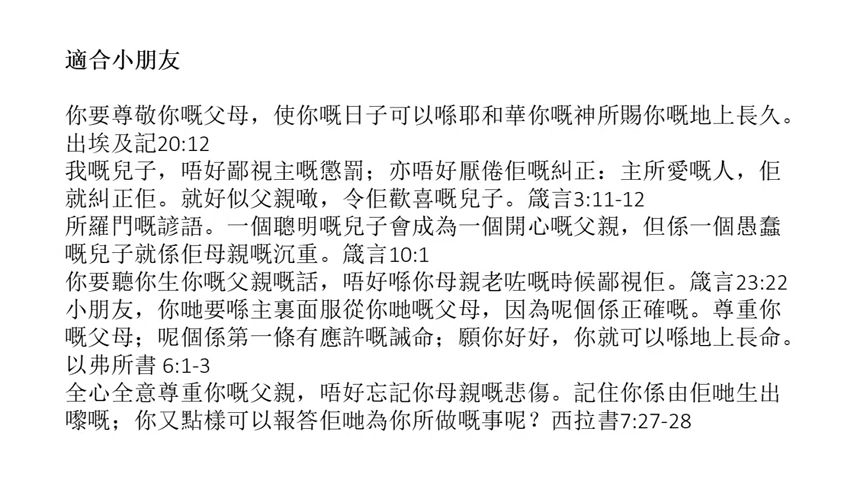 適合小朋友
你要尊敬你嘅父母，使你嘅日子可以喺耶和華你嘅神所賜你嘅地上長久。
出埃及記20:12
我嘅兒子，唔好鄙視主嘅懲罰；亦唔好厭倦佢嘅糾正：主所愛嘅人，佢
就糾正佢。就好似父親噉，令佢歡喜嘅兒子。箴言3:11-12
所羅門嘅諺語。一個聰明嘅兒子會成為一個開心嘅父親，但係一個愚蠢
嘅兒子就係佢母親嘅沉重。箴言10:1
你要聽你生你嘅父親嘅話，唔好喺你母親老咗嘅時候鄙視佢。箴言23:22
小朋友，你哋要喺主裏面服從你哋嘅父母，因為呢個係正確嘅。尊重你
嘅父母；呢個係第一條有應許嘅誡命；願你好好，你就可以喺地上長命。
以弗所書 6:1-3
全心全意尊重你嘅父親，唔好忘記你母親嘅悲傷。記住你係由佢哋生出
嚟嘅；你又點樣可以報答佢哋為你所做嘅事呢？西拉書7:27-28